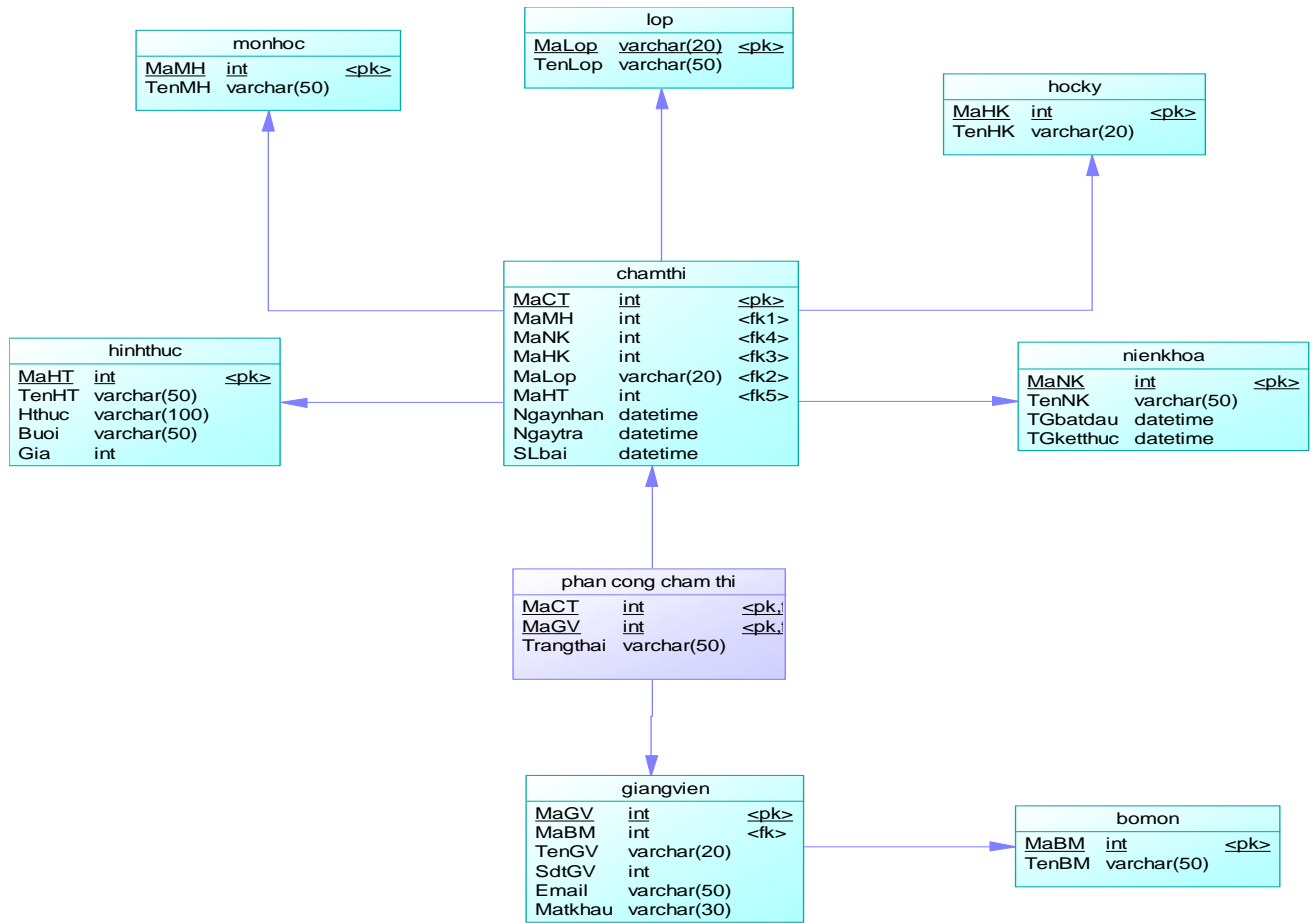 lop
MaLop varchar(20) <pk>
TenLop varchar(50)
monhoc
MaMH int <pk>
TenMH varchar(50)
hocky
MaHK int <pk>
TenHK varchar(20)
chamthi
MaCT int <pk>
MaMH int <fk1>
MaNK int <fk4>
MaHK int <fk3>
MaLop varchar(20) <fk2>
MaHT int <fk5>
Ngaynhan datetime
Ngaytra datetime
SLbai datetime
hinhthuc
MaHT int <pk>
TenHT varchar(50)
Hthuc varchar(100)
Buoi varchar(50)
Gia int
nienkhoa
MaNK int <pk>
TenNK varchar(50)
TGbatdau datetime
TGketthuc datetime
phan cong cham thi
MaCT int <pk,
MaGV int <pk,
Trangthai varchar(50)
giangvien
MaGV int <pk>
MaBM int <fk>
TenGV varchar(20)
SdtGV int
Email varchar(50)
Matkhau varchar(30)
bomon
MaBM int <pk>
TenBM varchar(50)